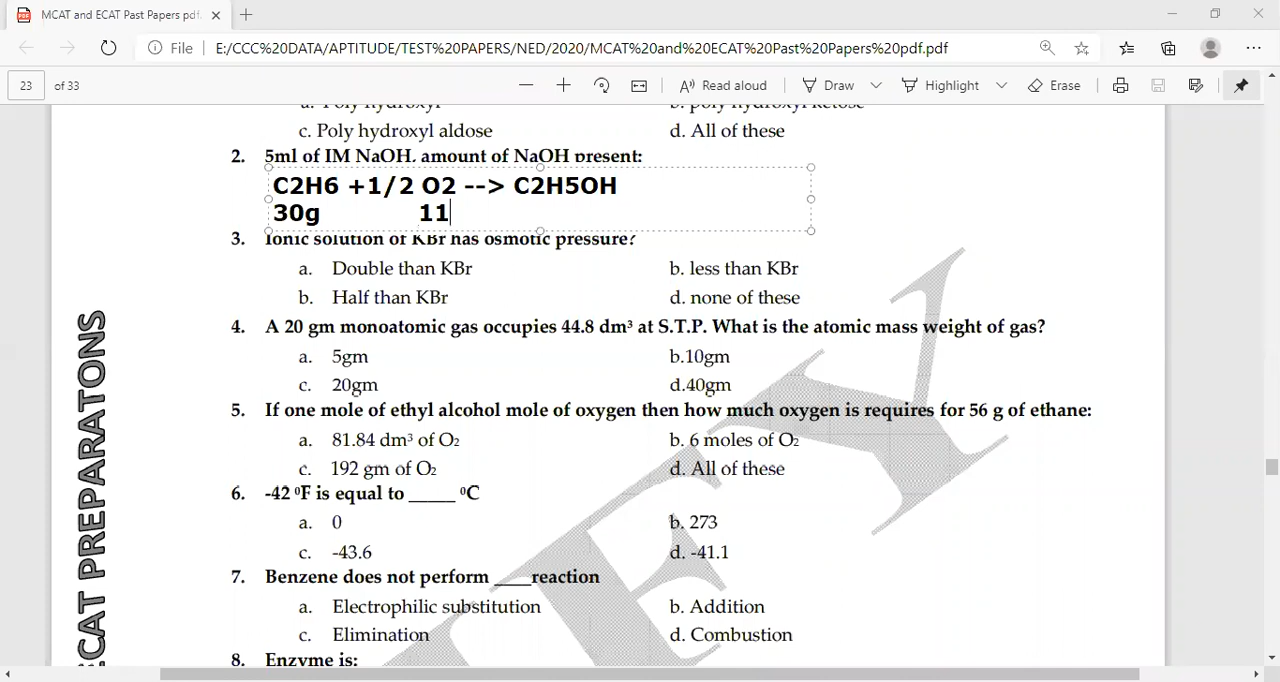 MCAT and ECAT Past Papers pdf.
File E:/CCC%20DATA/APTITUDE/TEST%20PAPERS/NED/2020/MCAT%20and%20ECAT%20Past%20Papers%20pdf.pdf
23 of 33 Read aloud Draw Highlight Erase
a. Poly hydroxyl b. poly hydroxyl ketose
c. Poly hydroxyl aldose d. All of these
2. 5ml of IM NaOH, amount of NaOH present:
C2H6 +1/2 O2 --> C2H5OH
30g 11
3. Ionic solution of KBr has osmotic pressure?
a. Double than KBr b. less than KBr
b. Half than KBr d. none of these
4. A 20 gm monoatomic gas occupies 44.8 dm³ at S.T.P. What is the atomic mass weight of gas?
a. 5gm b.10gm
c. 20gm d.40gm
5. If one mole of ethyl alcohol mole of oxygen then how much oxygen is requires for 56 g of ethane:
a. 81.84 dm³ of O₂ b. 6 moles of O₂
c. 192 gm of O₂ d. All of these
6. -42 ⁰F is equal to _____ ⁰C
a. 0 b. 273
c. -43.6 d. -41.1
7. Benzene does not perform ____reaction
a. Electrophilic substitution b. Addition
c. Elimination d. Combustion
8. Enzyme is:
ECAT PREPARATONS